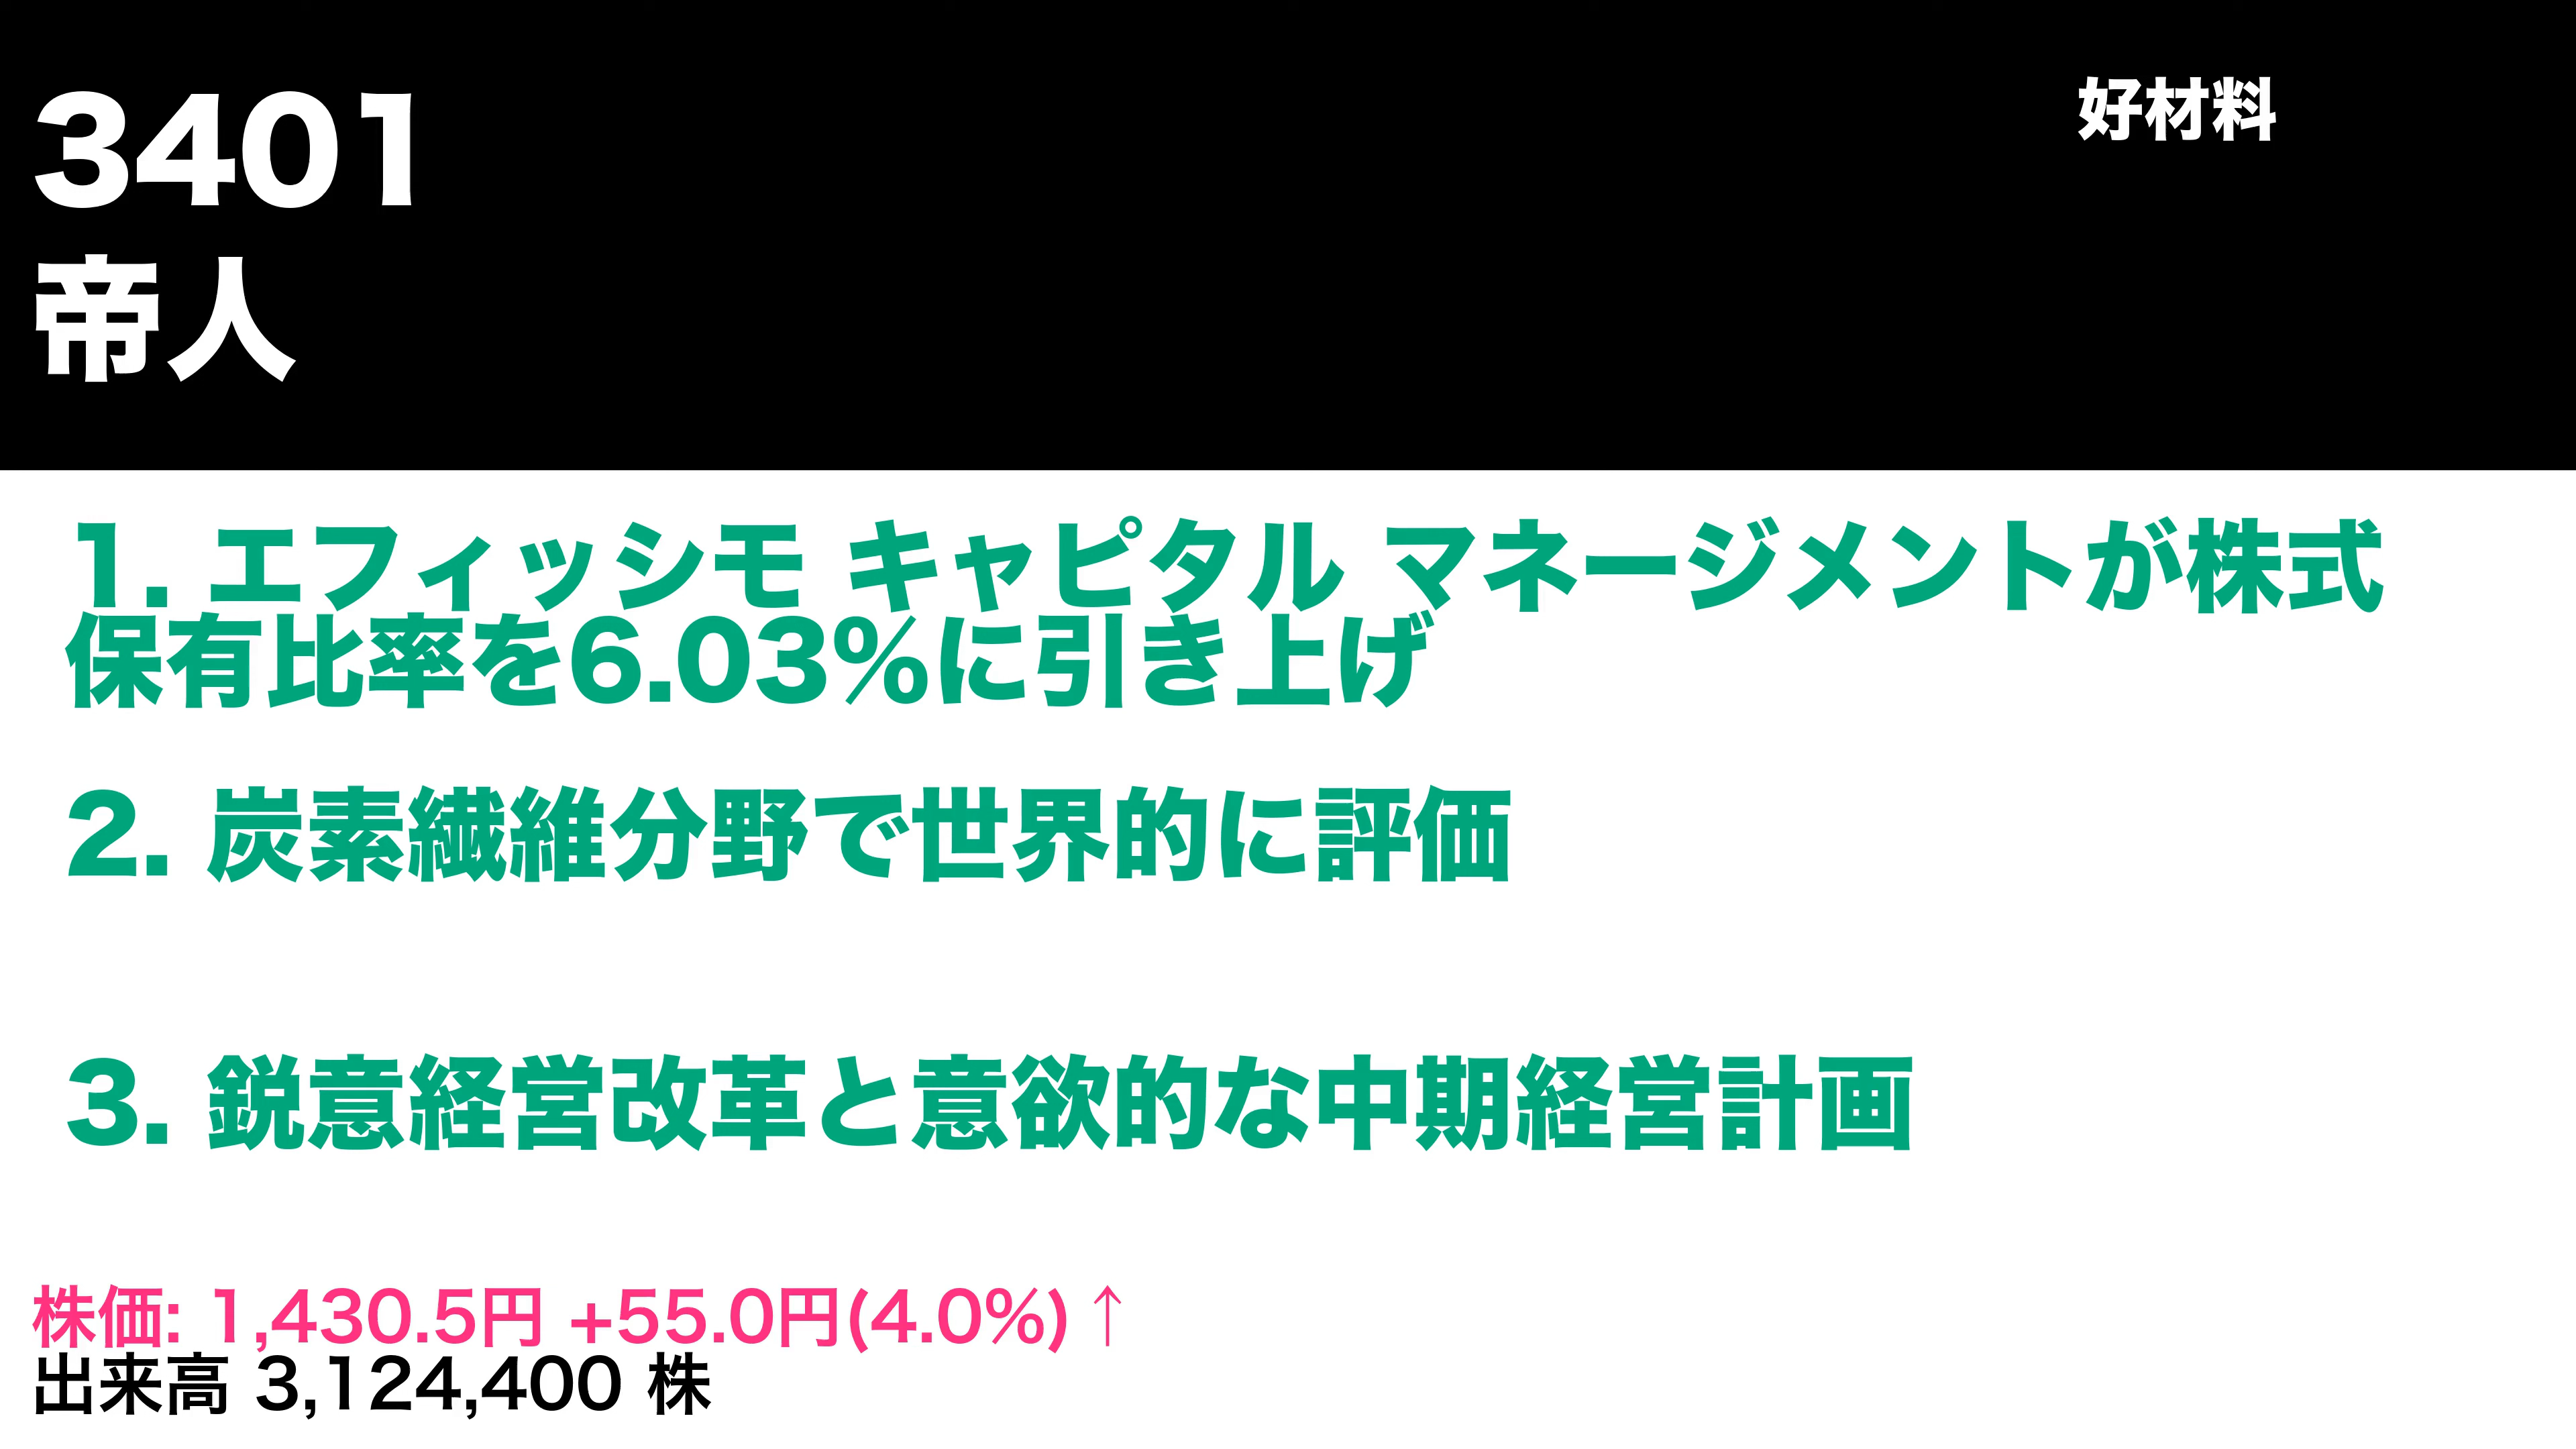 3401
好材料
帝人
1. エフィッシモ キャピタル マネージメントが株式
保有比率を6.03%に引き上げ
2. 炭素繊維分野で世界的に評価
3. 鋭意経営改革と意欲的な中期経営計画
株価: 1,430.5円 +55.0円(4.0%)↑
出来高 3,124,400 株